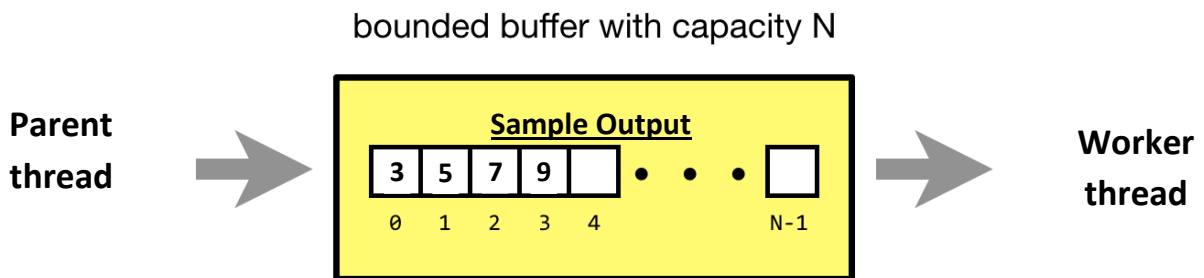 bounded buffer with capacity N
Parent
thread
Sample Output
3 5 7 9
0 1 2 3 4 N-1
Worker
thread